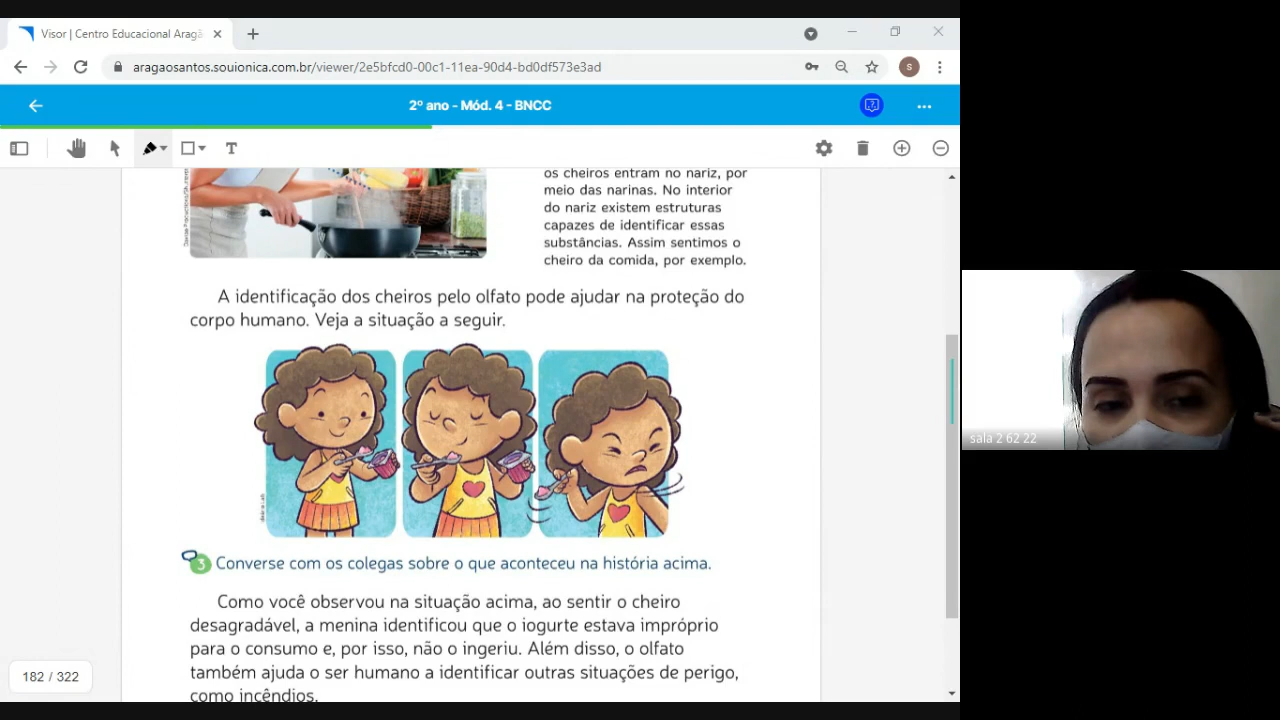 Visor | Centro Educacional Aragã
aragaosantos.souionica.com.br/viewer/2e5bfcd0-00c1-11ea-90d4-bd0df573e3ad
s
2º ano - Mód. 4 - BNCC
T
os cheiros entram no nariz, por
meio das narinas. No interior
do nariz existem estruturas
capazes de identificar essas
substâncias. Assim sentimos o
cheiro da comida, por exemplo.
A identificação dos cheiros pelo olfato pode ajudar na proteção do
corpo humano. Veja a situação a seguir.
3 Converse com os colegas sobre o que aconteceu na história acima.
Como você observou na situação acima, ao sentir o cheiro
desagradável, a menina identificou que o iogurte estava impróprio
para o consumo e, por isso, não o ingeriu. Além disso, o olfato
também ajuda o ser humano a identificar outras situações de perigo,
como incêndios.
182 / 322
sala 2 62 22